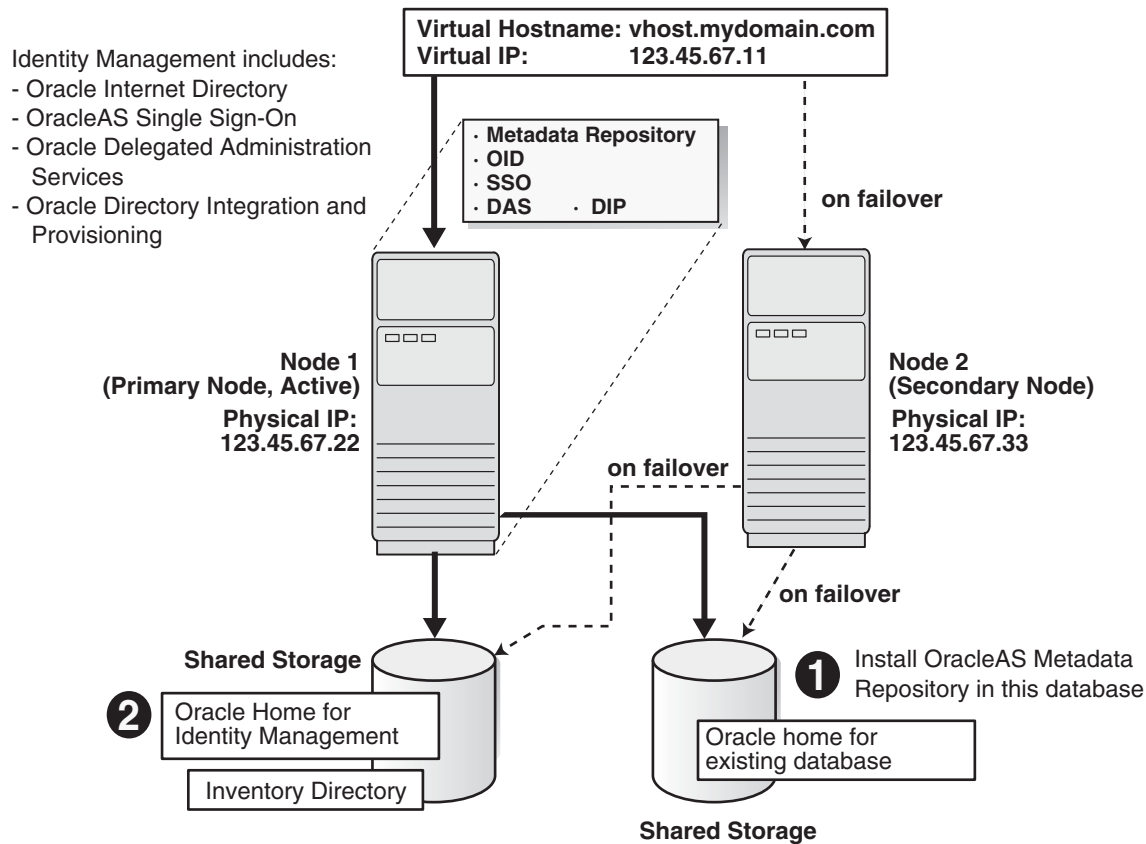 Virtual Hostname: vhost.mydomain.com
Virtual IP: 123.45.67.11
Identity Management includes:
- Oracle Internet Directory
- OracleAS Single Sign-On
- Oracle Delegated Administration
Services
- Oracle Directory Integration and
Provisioning
· Metadata Repository
· OID
· SSO
· DAS · DIP
on failover
Node 1
(Primary Node, Active)
Physical IP:
123.45.67.22
Node 2
(Secondary Node)
Physical IP:
123.45.67.33
on failover
on failover
Shared Storage
2
Oracle Home for
Identity Management
Inventory Directory
1
Install OracleAS Metadata
Repository in this database
Oracle home for
existing database
Shared Storage